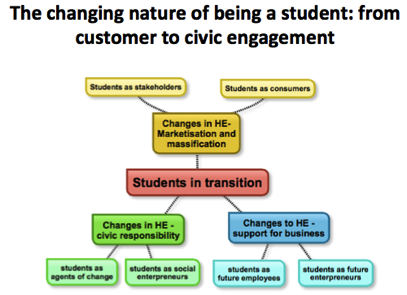 The changing nature of being a student: from
customer to civic engagement
Students as stakeholders
Students as consumers
Changes in HE-
Marketisation and
massification
Students in transition
Changes in HE -
civic responsibility
Changes to HE -
support for business
students as
agents of change
students as social
enterpreneurs
students as
future employees
students as future
enterpreneurs